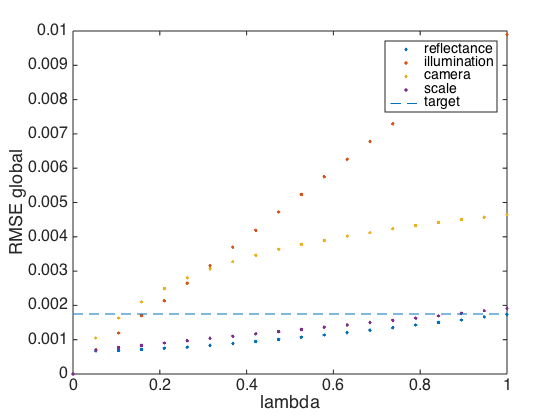 0.01
0.009
0.008
0.007
0.006
0.005
0.004
0.003
0.002
0.001
0
RMSE global
reflectance
illumination
camera
scale
target
0 0.2 0.4 0.6 0.8 1
lambda